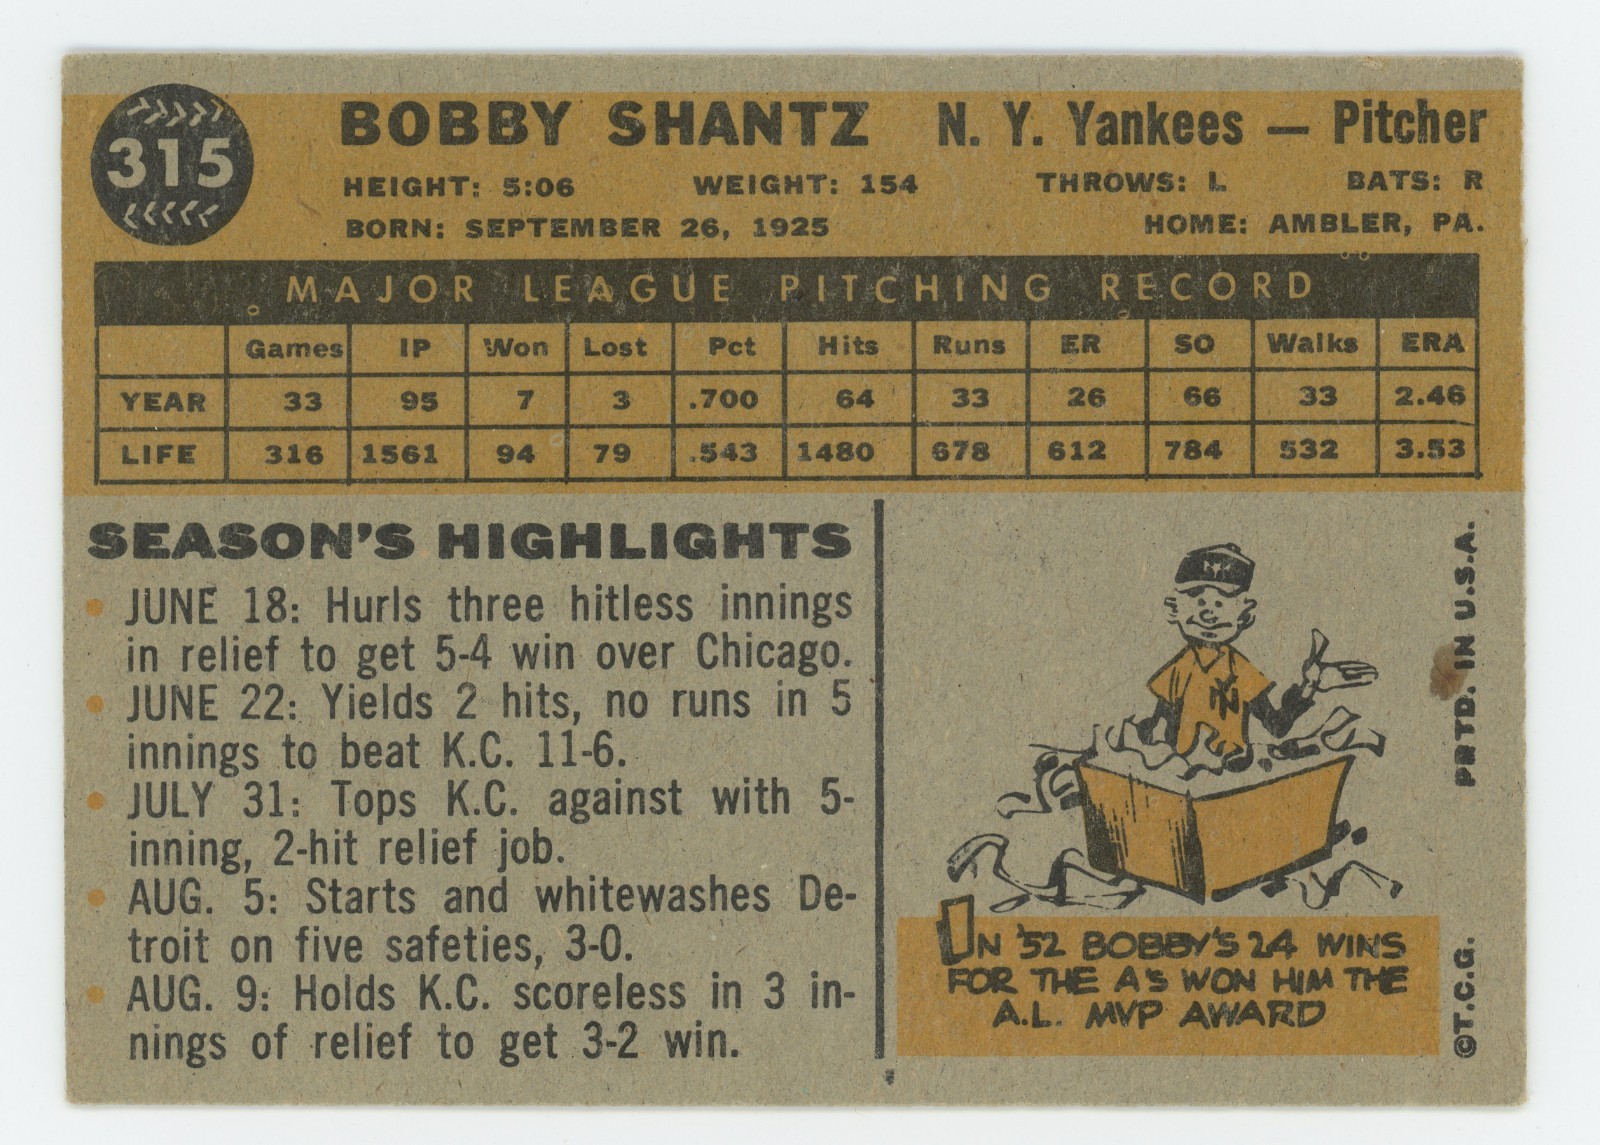 315
BOBBY SHANTZ N. Y. Yankees — Pitcher
HEIGHT: 5:06 WEIGHT: 154 THROWS: L BATS: R
BORN: SEPTEMBER 26, 1925 HOME: AMBLER, PA.
MAJOR LEAGUE PITCHING RECORD
Games IP Won Lost Pct Hits Runs ER SO Walks ERA
YEAR 33 95 7 3 .700 64 33 26 66 33 2.46
LIFE 316 1561 94 79 .543 1480 678 612 784 532 3.53
SEASON'S HIGHLIGHTS
• JUNE 18: Hurls three hitless innings
in relief to get 5-4 win over Chicago.
• JUNE 22: Yields 2 hits, no runs in 5
innings to beat K.C. 11-6.
• JULY 31: Tops K.C. against with 5-
inning, 2-hit relief job.
• AUG. 5: Starts and whitewashes De-
troit on five safeties, 3-0.
• AUG. 9: Holds K.C. scoreless in 3 in-
nings of relief to get 3-2 win.
NY
NY
IN '52 BOBBY'S 24 WINS
FOR THE A'S WON HIM THE
A.L. MVP AWARD
©T.C.G. PRTD. IN U.S.A.